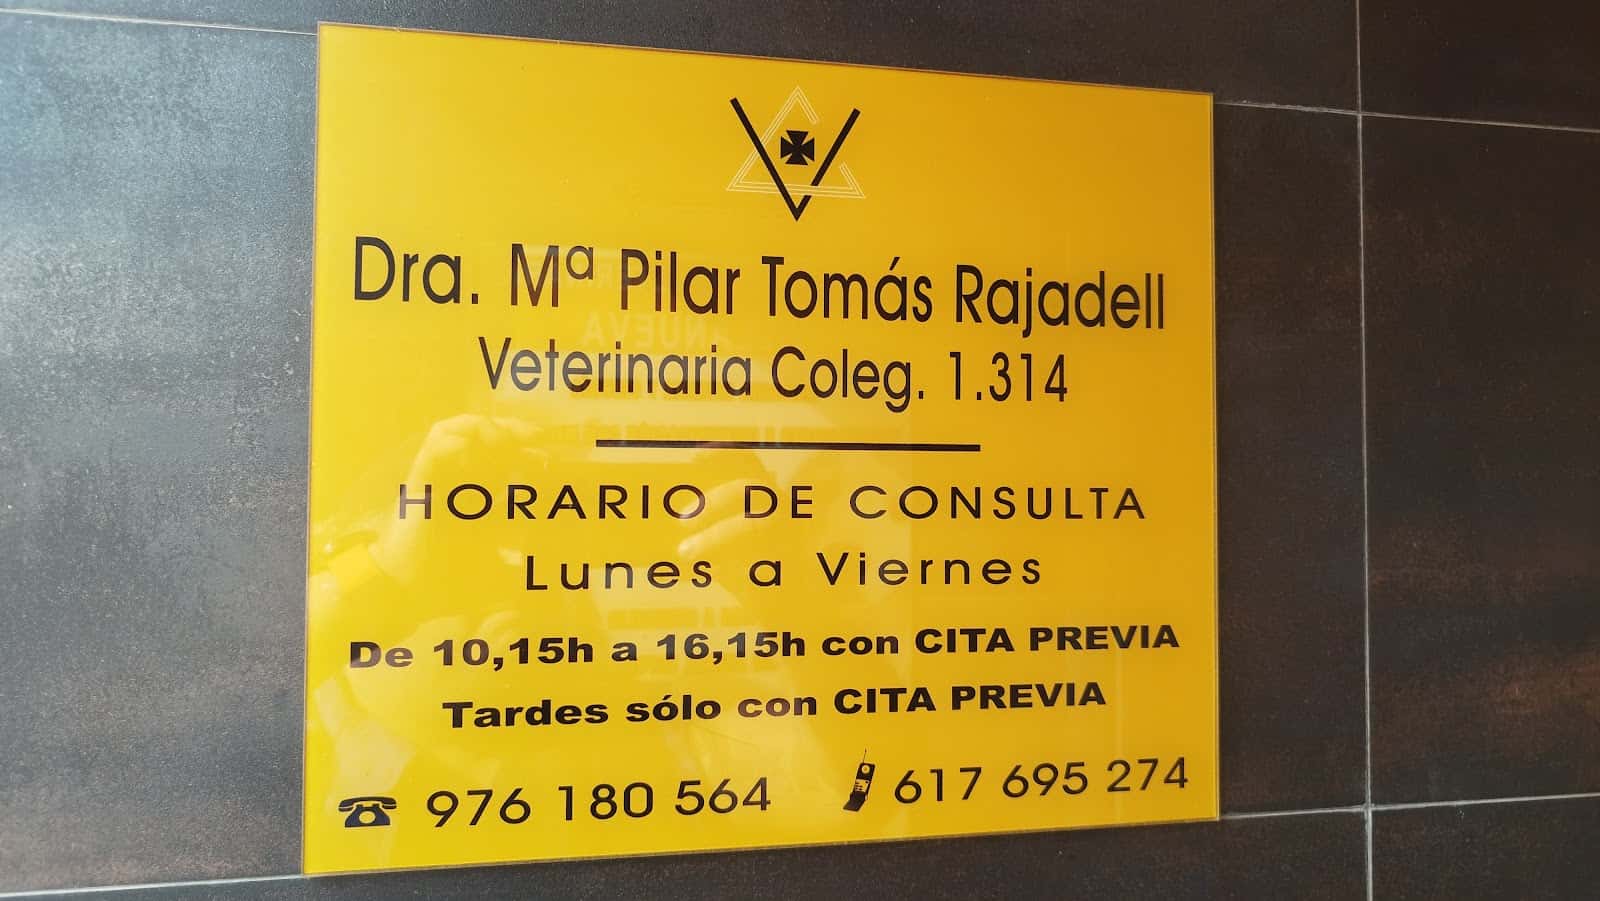 Dra. Mª Pilar Tomás Rajadell
Veterinaria Coleg. 1.314
HORARIO DE CONSULTA
Lunes a Viernes
De 10,15h a 16,15h con CITA PREVIA
Tardes sólo con CITA PREVIA
976 180 564 617 695 274